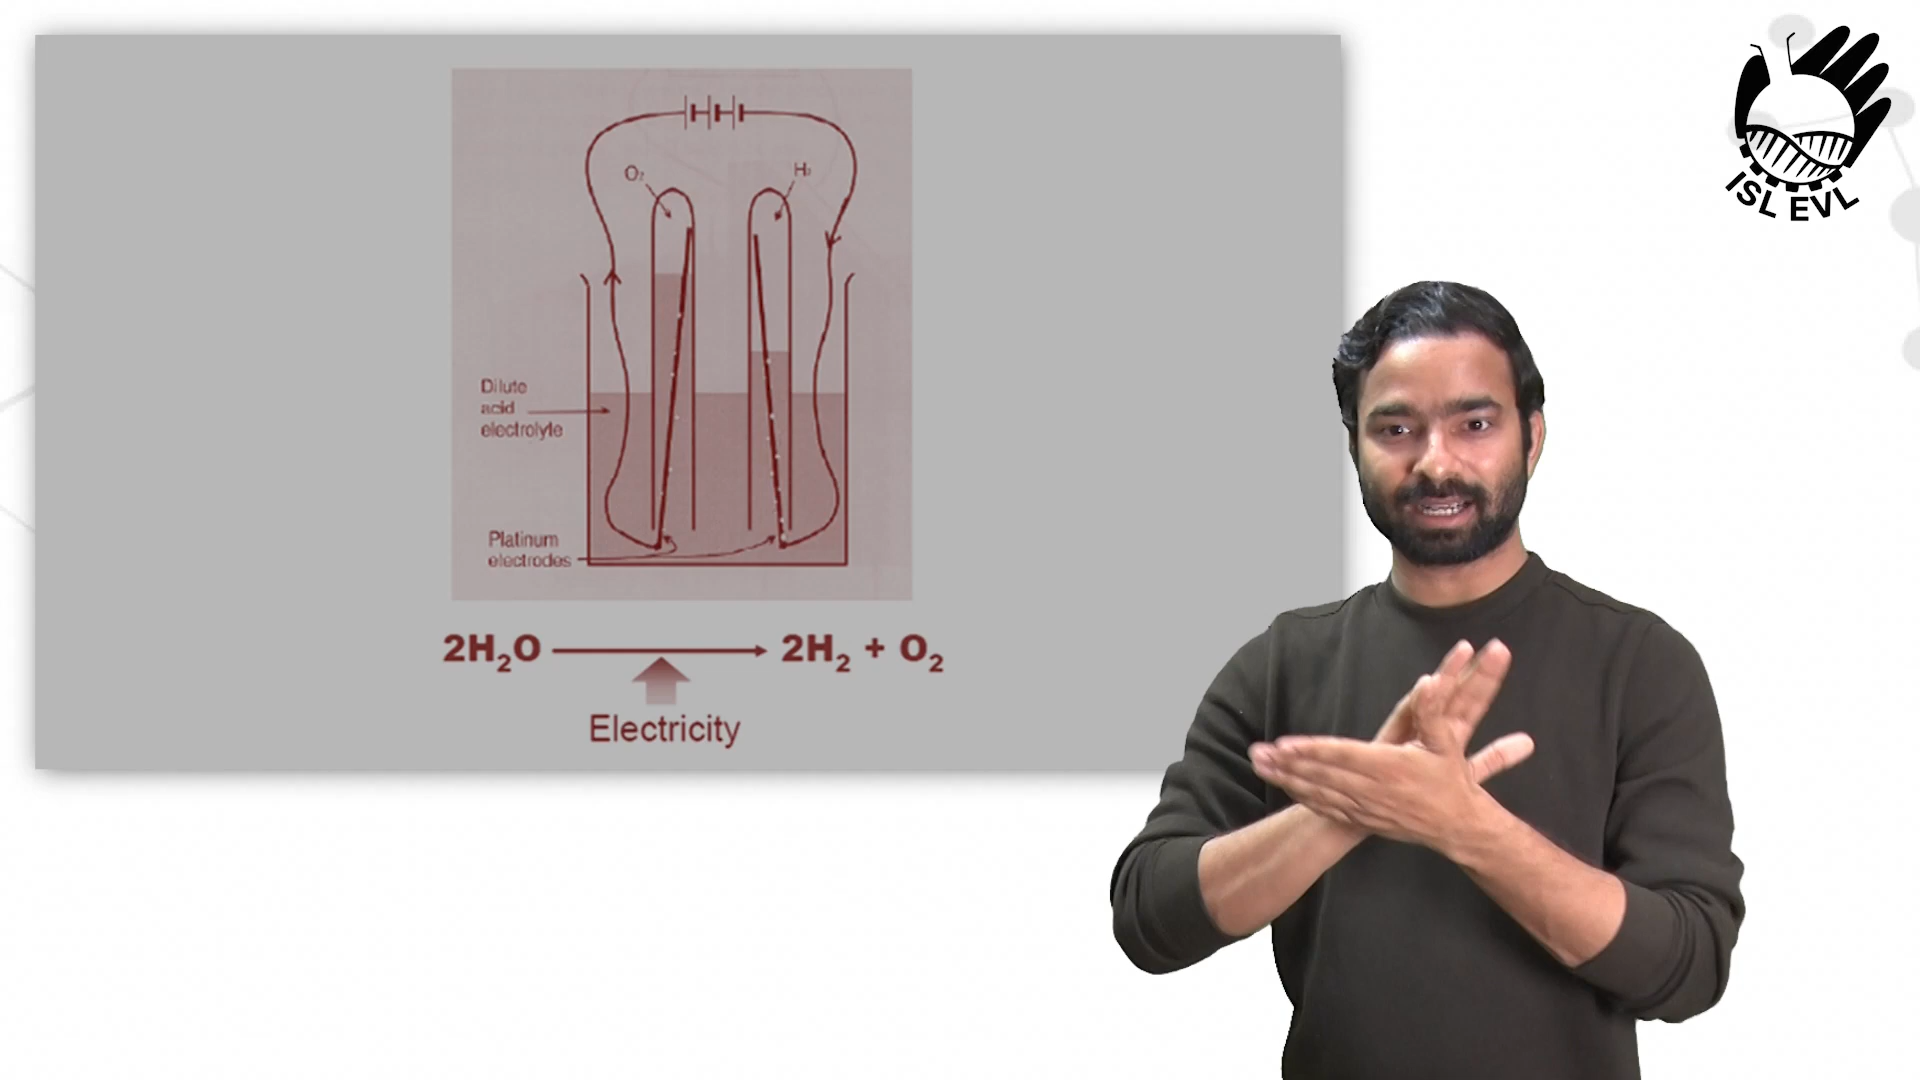 O₂
H₂
Dilute
acid
electrolyte
Platinum
electrodes
2H₂O → 2H₂ + O₂
Electricity
ISL EVL